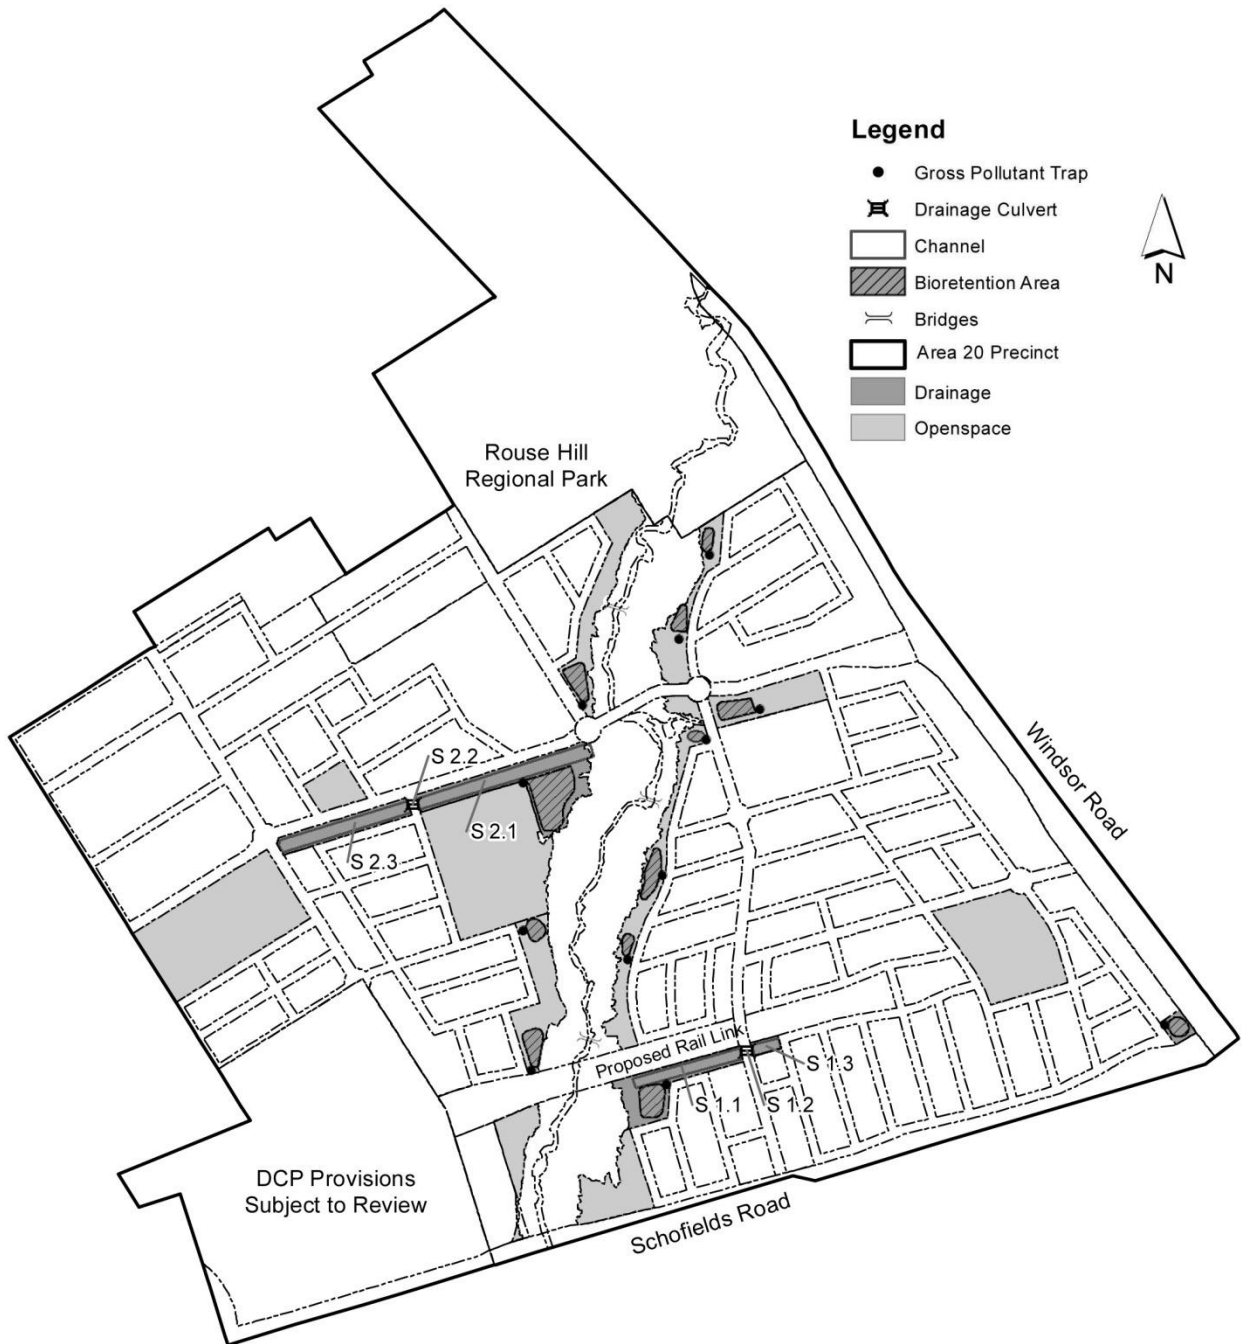 Legend
Gross Pollutant Trap
Drainage Culvert
Channel
Bioretention Area
Bridges
Area 20 Precinct
Drainage
Openspace
N
Rouse Hill
Regional Park
Windsor Road
S 2.2
S 2.1
S 2.3
Proposed Rail Link
S 1.3
S 1.1
S 1.2
DCP Provisions
Subject to Review
Schofields Road